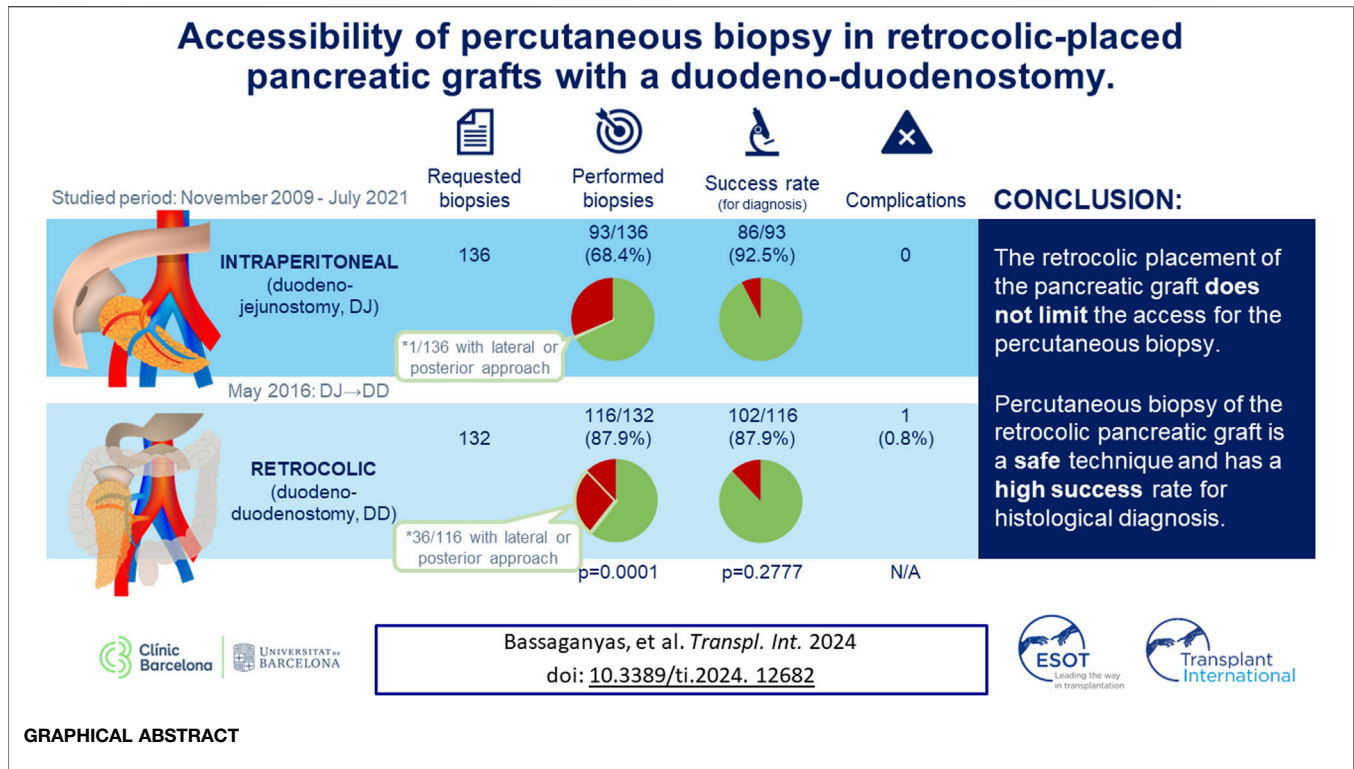 Accessibility of percutaneous biopsy in retrocolic-placed
pancreatic grafts with a duodeno-duodenostomy.
Studied period: November 2009 - July 2021
Requested
biopsies
Performed
biopsies
Success rate
(for diagnosis)
Complications
INTRAPERITONEAL
(duodeno-
jejunostomy, DJ)
136
93/136
(68.4%)
86/93
(92.5%)
0
*1/136 with lateral or
posterior approach
May 2016: DJ→DD
RETROCOLIC
(duodeno-
duodenostomy, DD)
132
116/132
(87.9%)
102/116
(87.9%)
1
(0.8%)
*36/116 with lateral or
posterior approach
p=0.0001
p=0.2777
N/A
CONCLUSION:
The retrocolic placement of
the pancreatic graft does
not limit the access for the
percutaneous biopsy.
Percutaneous biopsy of the
retrocolic pancreatic graft is
a safe technique and has a
high success rate for
histological diagnosis.
Clínic
Barcelona
UNIVERSITAT DE
BARCELONA
Bassaganyas, et al. Transpl. Int. 2024
doi: 10.3389/ti.2024. 12682
ESOT
Leading the way
in transplantation
Transplant
International
GRAPHICAL ABSTRACT